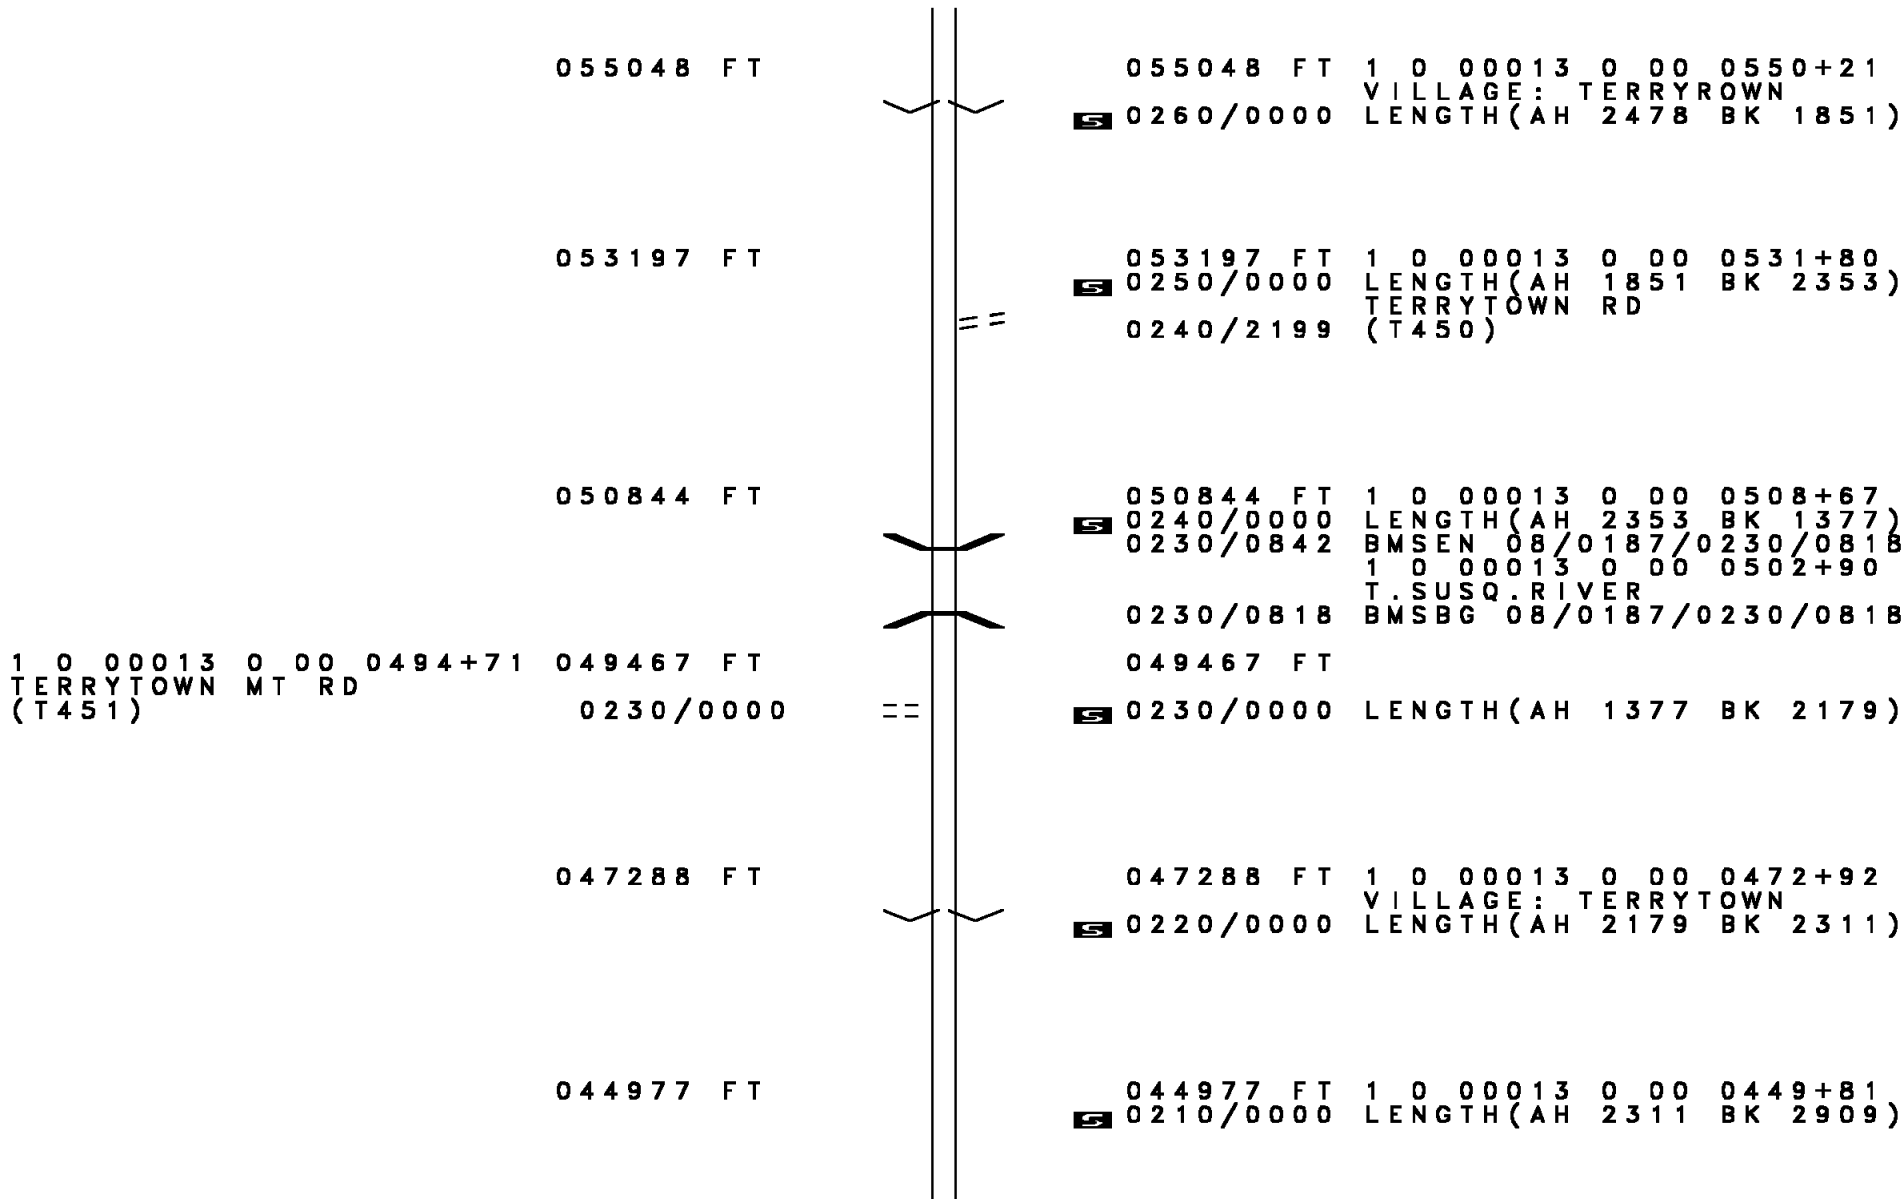 055048 FT 055048 FT 1 0 00013 0 00 0550+21
VILLAGE: TERRYROWN
S 0260/0000 LENGTH(AH 2478 BK 1851)
053197 FT 053197 FT 1 0 00013 0 00 0531+80
S 0250/0000 LENGTH(AH 1851 BK 2353)
TERRYTOWN RD
0240/2199 (T450)
050844 FT 050844 FT 1 0 00013 0 00 0508+67
S 0240/0000 LENGTH(AH 2353 BK 1377)
0230/0842 BMSEN 08/0187/0230/0818
1 0 00013 0 00 0502+90
T.SUSQ.RIVER
0230/0818 BMSBG 08/0187/0230/0818
1 0 00013 0 00 0494+71 049467 FT 049467 FT
TERRYTOWN MT RD
(T451) 0230/0000 S 0230/0000 LENGTH(AH 1377 BK 2179)
047288 FT 047288 FT 1 0 00013 0 00 0472+92
VILLAGE: TERRYTOWN
S 0220/0000 LENGTH(AH 2179 BK 2311)
044977 FT 044977 FT 1 0 00013 0 00 0449+81
S 0210/0000 LENGTH(AH 2311 BK 2909)